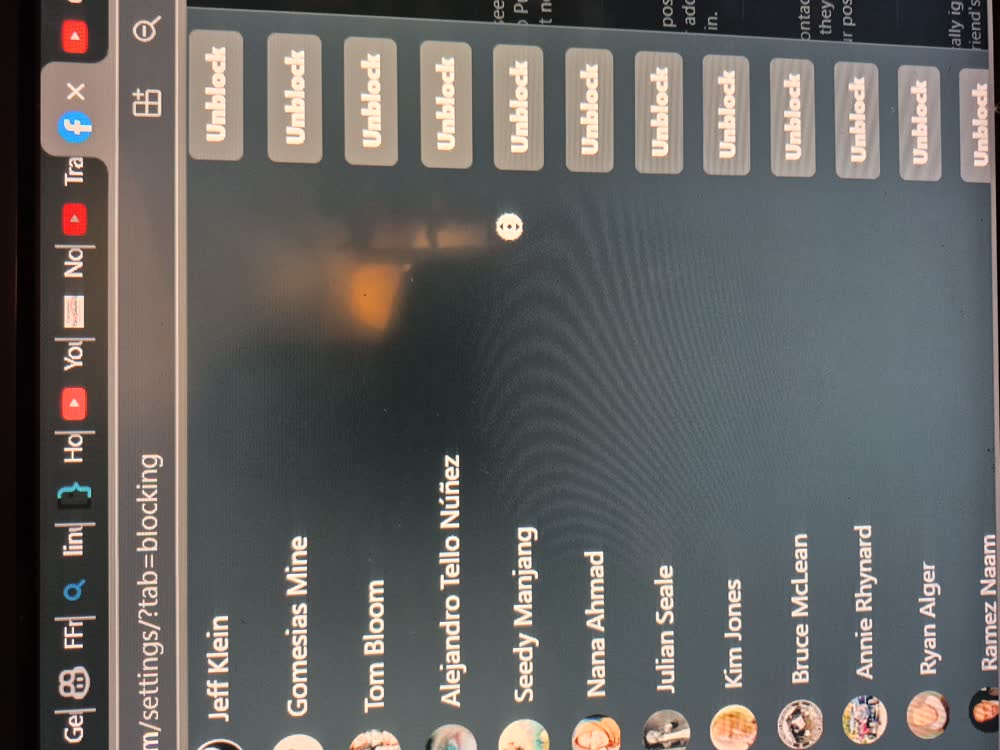 Ge FFr lin Ho You No Tra
m/settings/?tab=blocking
Jeff Klein Unblock
Gomesias Mine Unblock
Tom Bloom Unblock
Alejandro Tello Núñez Unblock
Seedy Manjang Unblock
Nana Ahmad Unblock
Julian Seale Unblock
Kim Jones Unblock
Bruce McLean Unblock
Annie Rhynard Unblock
Ryan Alger Unblock
Ramez Naam Unblock
see
Pu
t n
pos
add
in.
ontac
they
ur pos
ally ig
riend's